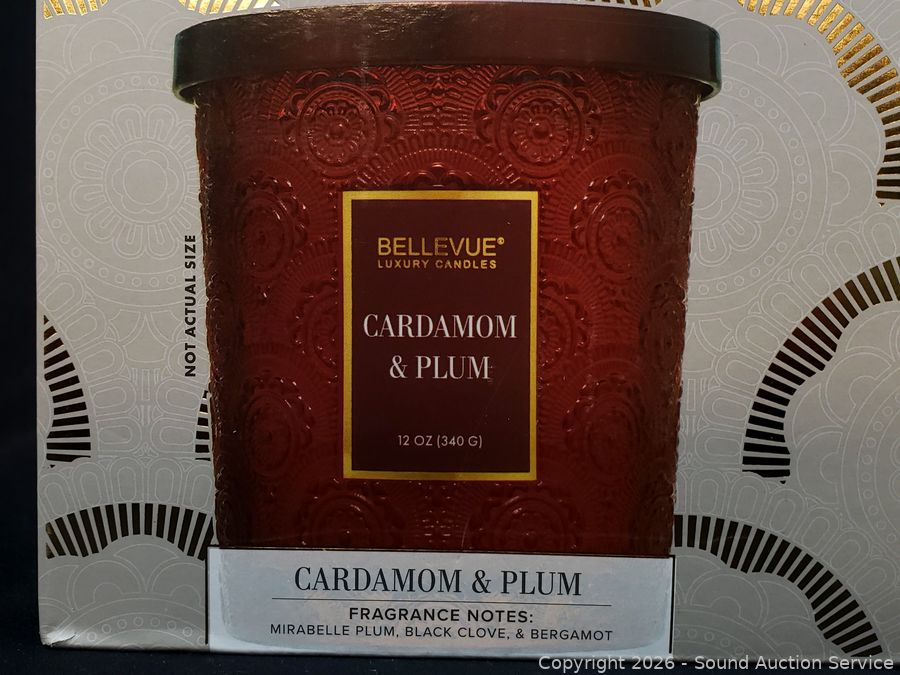 BELLEVUE®
LUXURY CANDLES
CARDAMOM
& PLUM
12 OZ (340 G)
NOT ACTUAL SIZE
CARDAMOM & PLUM
FRAGRANCE NOTES:
MIRABELLE PLUM, BLACK CLOVE, & BERGAMOT
Copyright 2026 - Sound Auction Service